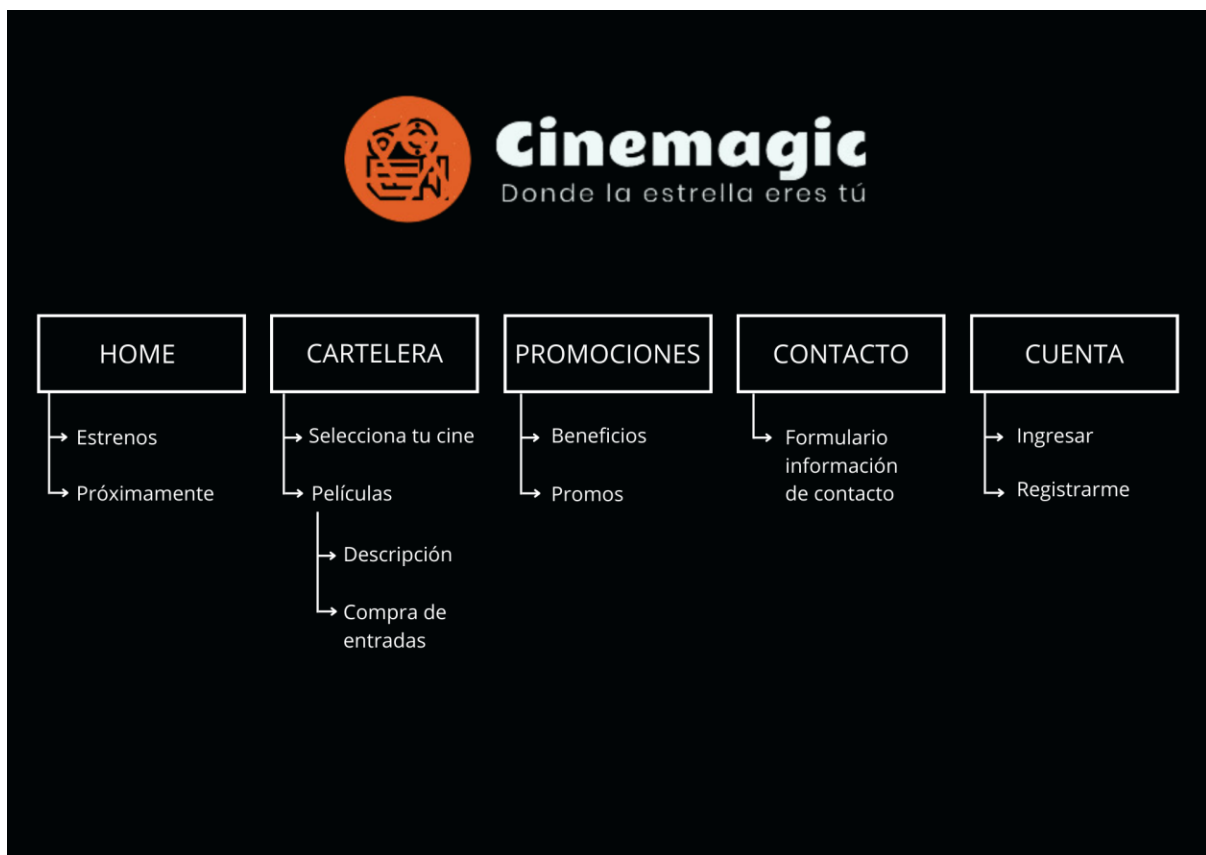 Cinemagic
Donde la estrella eres tú
HOME
Estrenos
Próximamente
CARTELERA
Selecciona tu cine
Películas
Descripción
Compra de
entradas
PROMOCIONES
Beneficios
Promos
CONTACTO
Formulario
información
de contacto
CUENTA
Ingresar
Registrarme